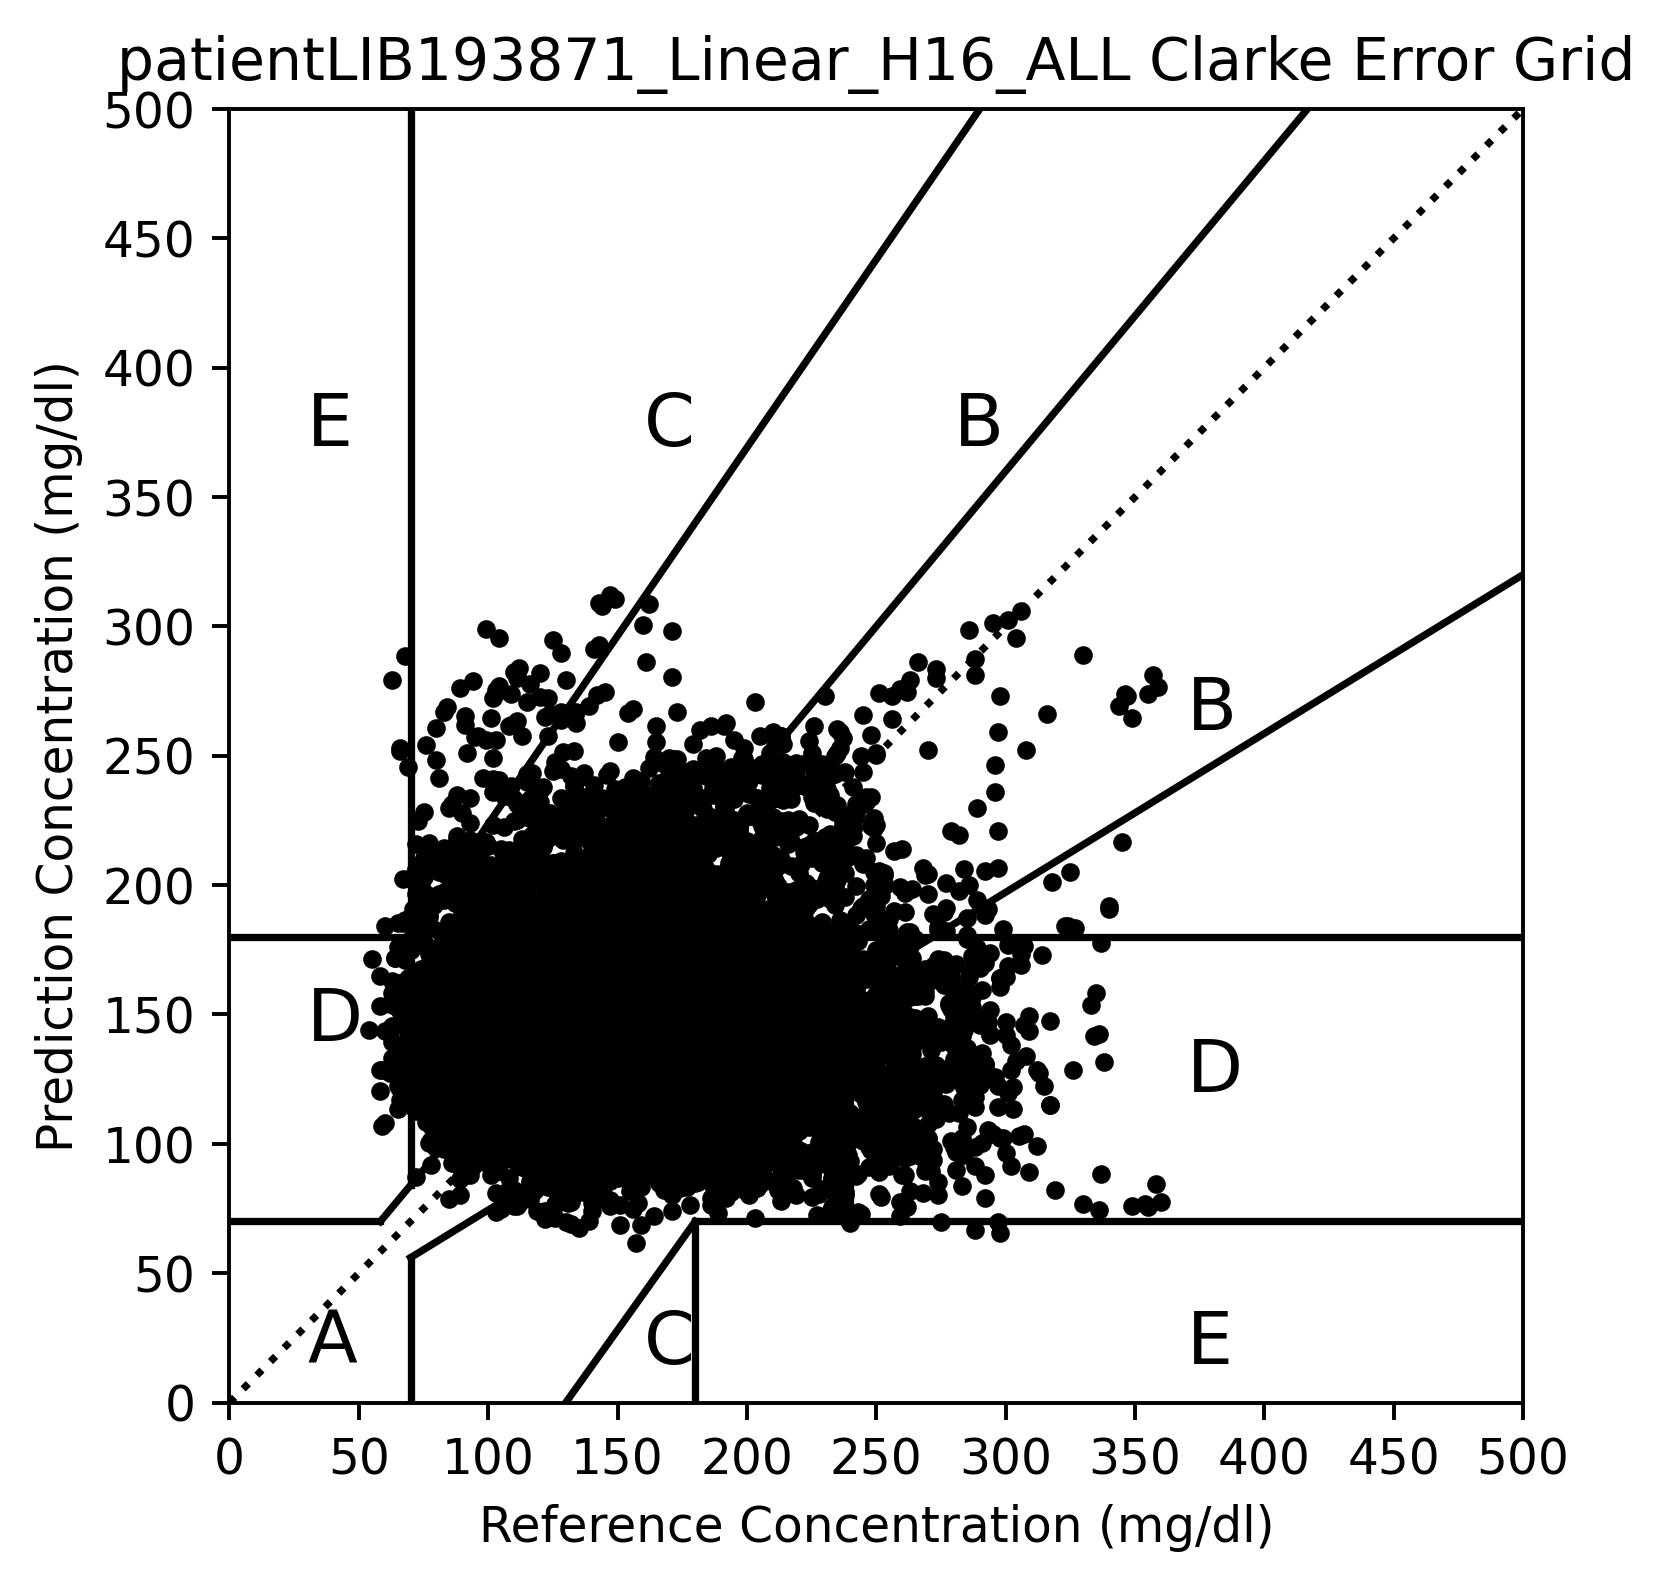 patientLIB193871_Linear_H16_ALL Clarke Error Grid
500
450
400
350
300
250
200
150
100
50
0
Prediction Concentration (mg/dl)
E
C
B
B
D
D
A
C
E
0 50 100 150 200 250 300 350 400 450 500
Reference Concentration (mg/dl)